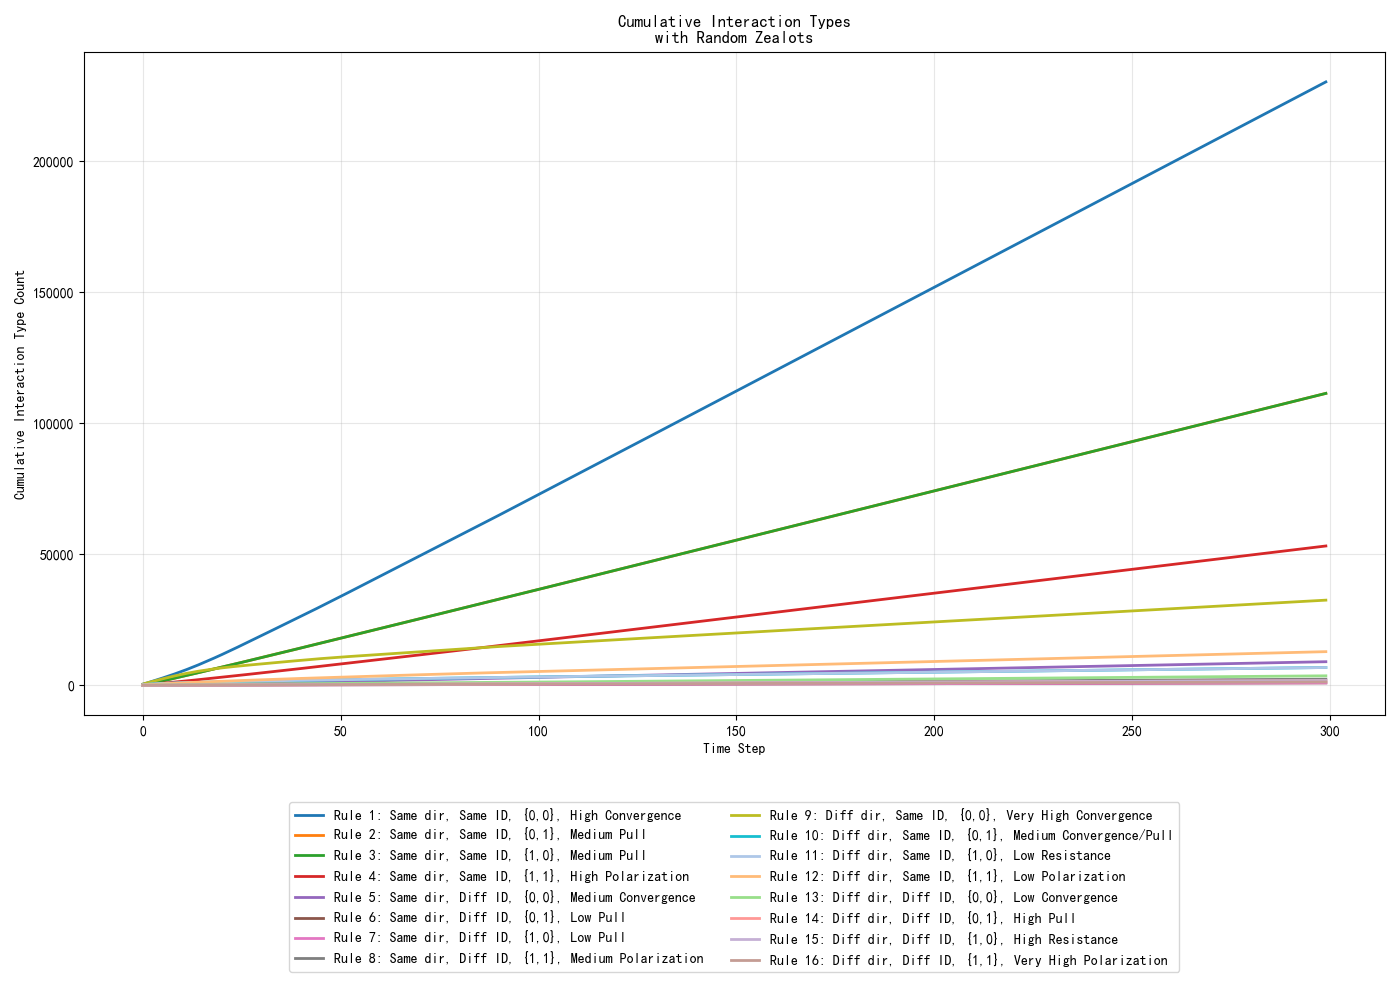 Cumulative Interaction Types
with Random Zealots
Cumulative Interaction Type Count
200000
150000
100000
50000
0
0 50 100 150 200 250 300
Time Step
Rule 1: Same dir, Same ID, {0,0}, High Convergence
Rule 2: Same dir, Same ID, {0,1}, Medium Pull
Rule 3: Same dir, Same ID, {1,0}, Medium Pull
Rule 4: Same dir, Same ID, {1,1}, High Polarization
Rule 5: Same dir, Diff ID, {0,0}, Medium Convergence
Rule 6: Same dir, Diff ID, {0,1}, Low Pull
Rule 7: Same dir, Diff ID, {1,0}, Low Pull
Rule 8: Same dir, Diff ID, {1,1}, Medium Polarization
Rule 9: Diff dir, Same ID, {0,0}, Very High Convergence
Rule 10: Diff dir, Same ID, {0,1}, Medium Convergence/Pull
Rule 11: Diff dir, Same ID, {1,0}, Low Resistance
Rule 12: Diff dir, Same ID, {1,1}, Low Polarization
Rule 13: Diff dir, Diff ID, {0,0}, Low Convergence
Rule 14: Diff dir, Diff ID, {0,1}, High Pull
Rule 15: Diff dir, Diff ID, {1,0}, High Resistance
Rule 16: Diff dir, Diff ID, {1,1}, Very High Polarization